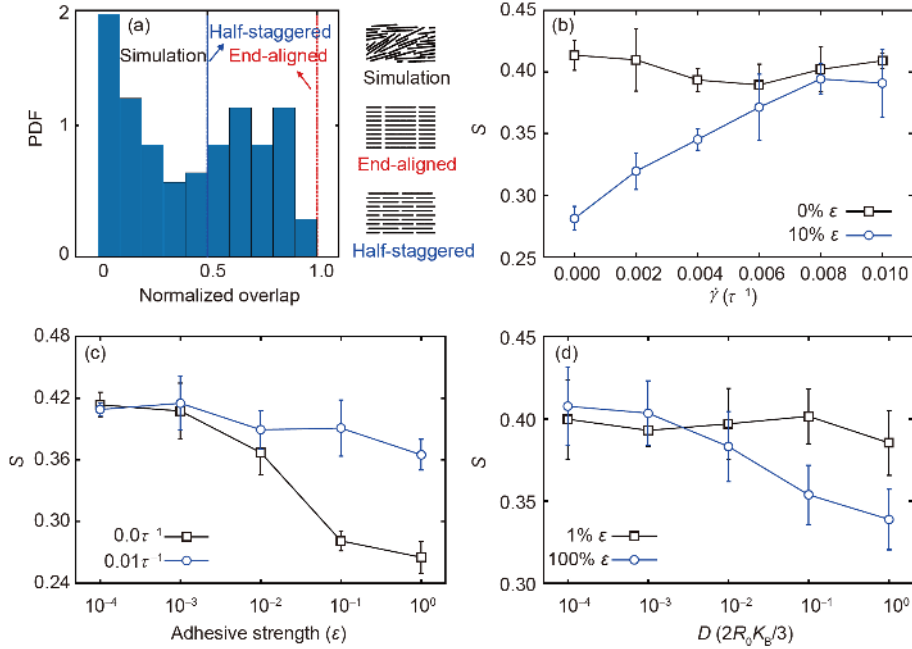 (a)
Half-staggered
Simulation
End-aligned
2
1
0
PDF
0
0.5
1.0
Normalized overlap
Simulation
End-aligned
Half-staggered
(b)
0.45
0.40
0.35
0.30
0.25
S
0% ε
10% ε
0.000
0.002
0.004
0.006
0.008
0.010
γ̇ (τ⁻¹)
(c)
0.48
0.42
0.36
0.30
0.24
S
0.0τ⁻¹
0.01τ⁻¹
10⁻⁴
10⁻³
10⁻²
10⁻¹
10⁰
Adhesive strength (ε)
(d)
0.45
0.40
0.35
0.30
S
1% ε
100% ε
10⁻⁴
10⁻³
10⁻²
10⁻¹
10⁰
D (2R₀K_B/3)